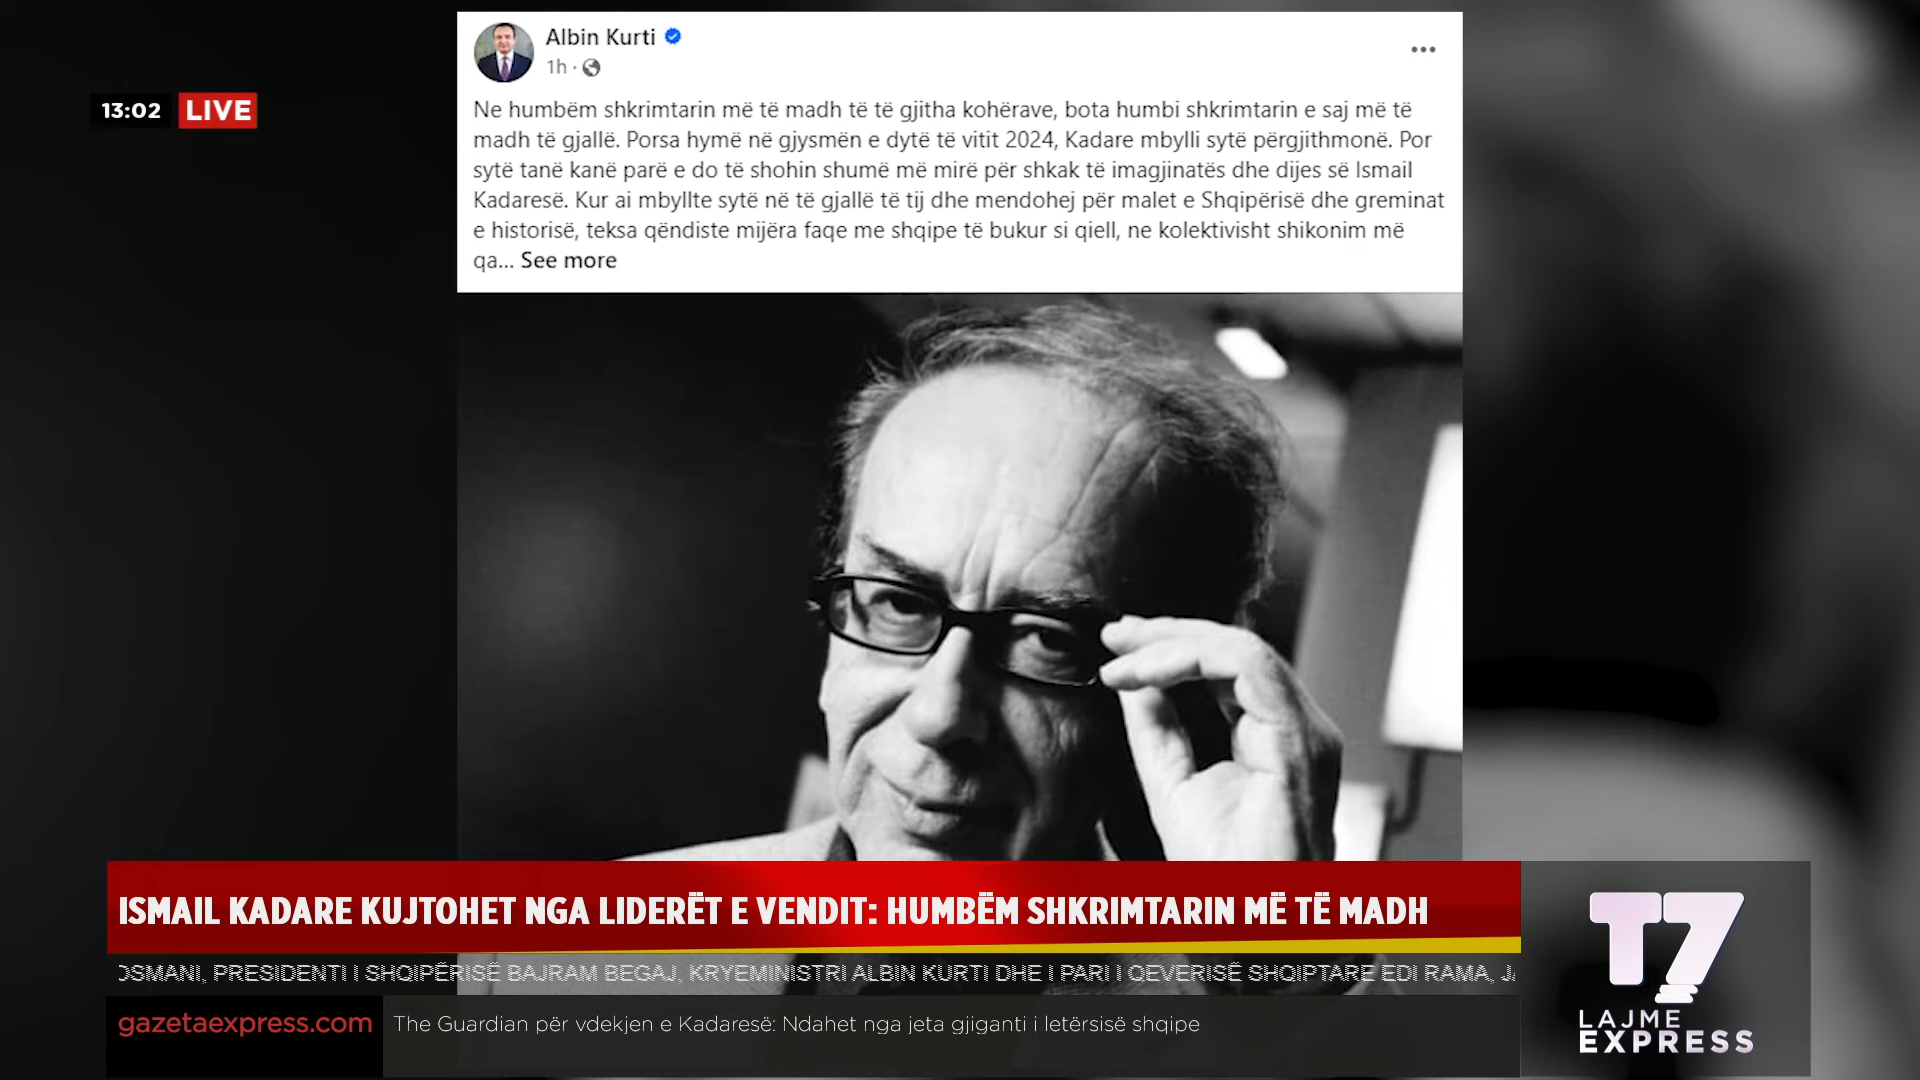 Albin Kurti
1h ·
Ne humbëm shkrimtarin më të madh të të gjitha kohërave, bota humbi shkrimtarin e saj më të
madh të gjallë. Porsa hymë në gjysmën e dytë të vitit 2024, Kadare mbylli sytë përgjithmonë. Por
sytë tanë kanë parë e do të shohin shumë më mirë për shkak të imagjinatës dhe dijes së Ismail
Kadaresë. Kur ai mbyllte sytë në të gjallë të tij dhe mendohej për malet e Shqipërisë dhe greminat
e historisë, teksa qëndiste mijëra faqe me shqipe të bukur si qiell, ne kolektivisht shikonim më
qa... See more
13:02 LIVE
ISMAIL KADARE KUJTOHET NGA LIDERËT E VENDIT: HUMBËM SHKRIMTARIN MË TË MADH
OSMANI, PRESIDENTI I SHQIPËRISË BAJRAM BEGAJ, KRYEMINISTRI ALBIN KURTI DHE I PARI I QEVERISË SHQIPTARE EDI RAMA,
gazetaexpress.com
The Guardian për vdekjen e Kadaresë: Ndahet nga jeta gjiganti i letërsisë shqipe
T7
LAJME
EXPRESS